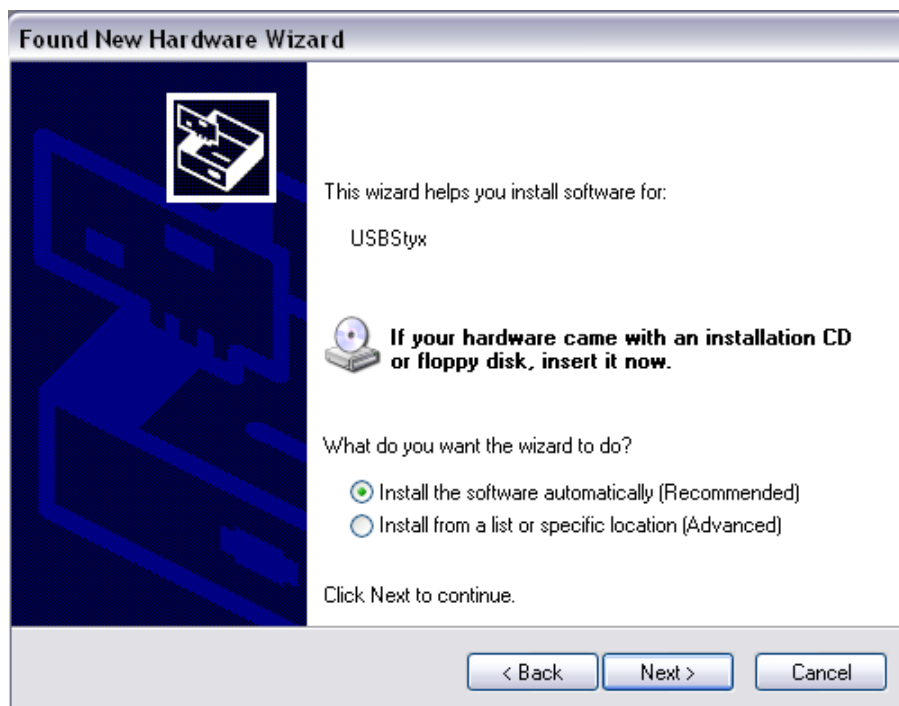 Found New Hardware Wizard
This wizard helps you install software for:
USBStyx
If your hardware came with an installation CD
or floppy disk, insert it now.
What do you want the wizard to do?
Install the software automatically (Recommended)
Install from a list or specific location (Advanced)
Click Next to continue.
< Back Next > Cancel